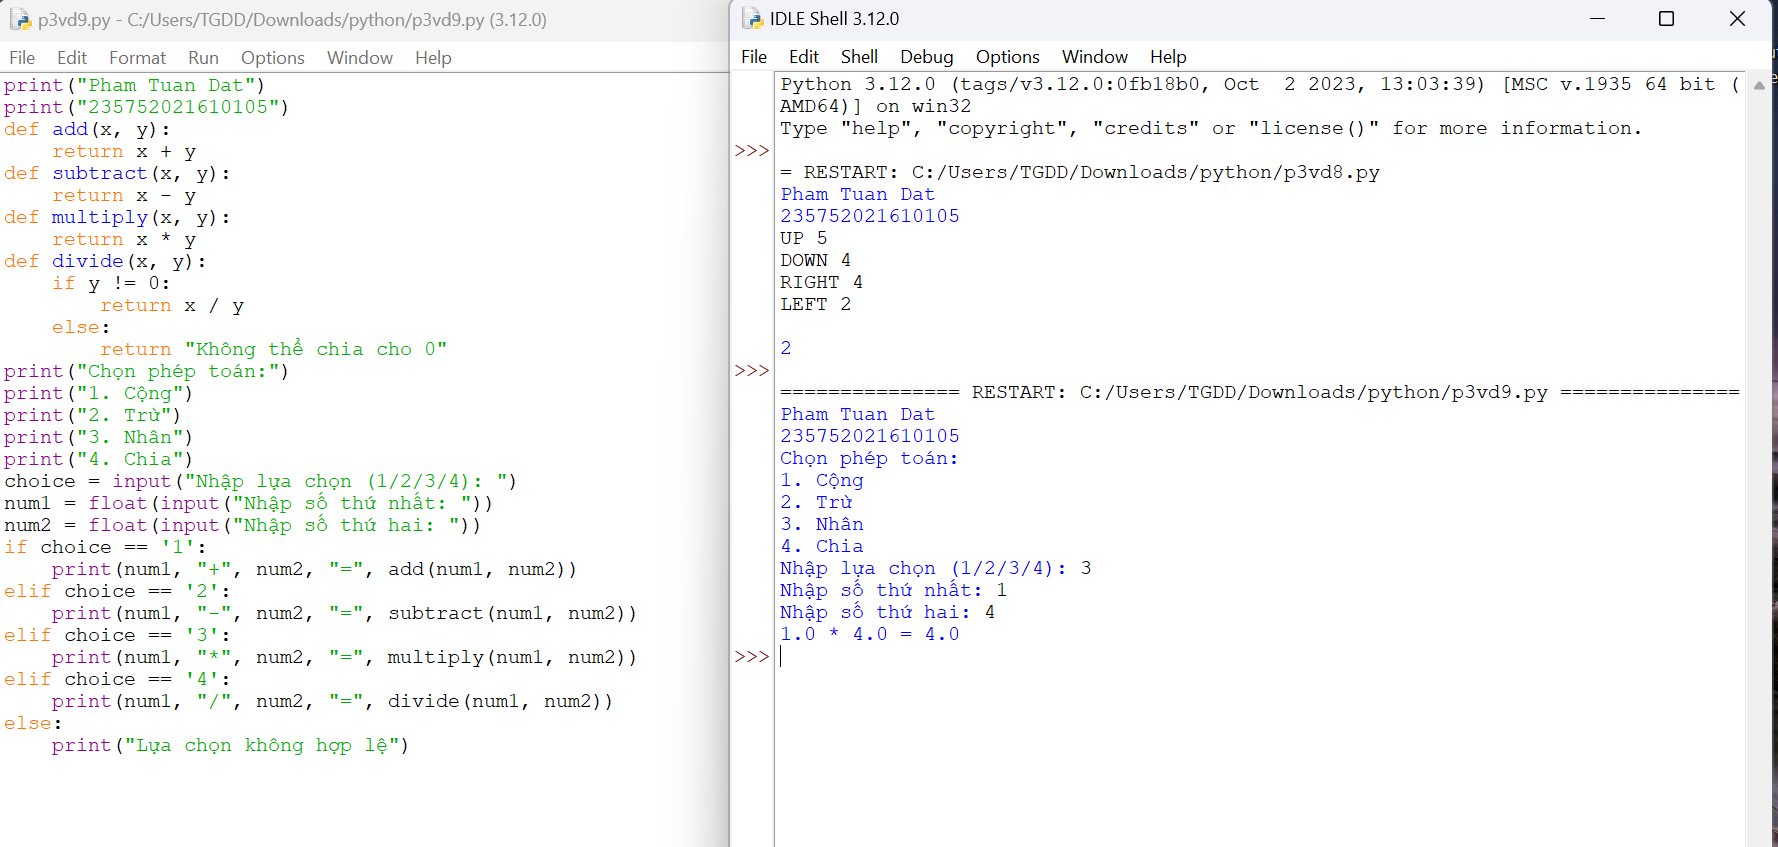 p3vd9.py - C:/Users/TGDD/Downloads/python/p3vd9.py (3.12.0)
File Edit Format Run Options Window Help
print("Pham Tuan Dat")
print("235752021610105")
def add(x, y):
    return x + y
def subtract(x, y):
    return x - y
def multiply(x, y):
    return x * y
def divide(x, y):
    if y != 0:
        return x / y
    else:
        return "Không thể chia cho 0"
print("Chọn phép toán:")
print("1. Cộng")
print("2. Trừ")
print("3. Nhân")
print("4. Chia")
choice = input("Nhập lựa chọn (1/2/3/4): ")
num1 = float(input("Nhập số thứ nhất: "))
num2 = float(input("Nhập số thứ hai: "))
if choice == '1':
    print(num1, "+", num2, "=", add(num1, num2))
elif choice == '2':
    print(num1, "-", num2, "=", subtract(num1, num2))
elif choice == '3':
    print(num1, "*", num2, "=", multiply(num1, num2))
elif choice == '4':
    print(num1, "/", num2, "=", divide(num1, num2))
else:
    print("Lựa chọn không hợp lệ")
IDLE Shell 3.12.0
File Edit Shell Debug Options Window Help
Python 3.12.0 (tags/v3.12.0:0fb18b0, Oct  2 2023, 13:03:39) [MSC v.1935 64 bit (
AMD64)] on win32
Type "help", "copyright", "credits" or "license()" for more information.
>>>
= RESTART: C:/Users/TGDD/Downloads/python/p3vd8.py
Pham Tuan Dat
235752021610105
UP 5
DOWN 4
RIGHT 4
LEFT 2
2
>>>
=============== RESTART: C:/Users/TGDD/Downloads/python/p3vd9.py ===============
Pham Tuan Dat
235752021610105
Chọn phép toán:
1. Cộng
2. Trừ
3. Nhân
4. Chia
Nhập lựa chọn (1/2/3/4): 3
Nhập số thứ nhất: 1
Nhập số thứ hai: 4
1.0 * 4.0 = 4.0
>>>